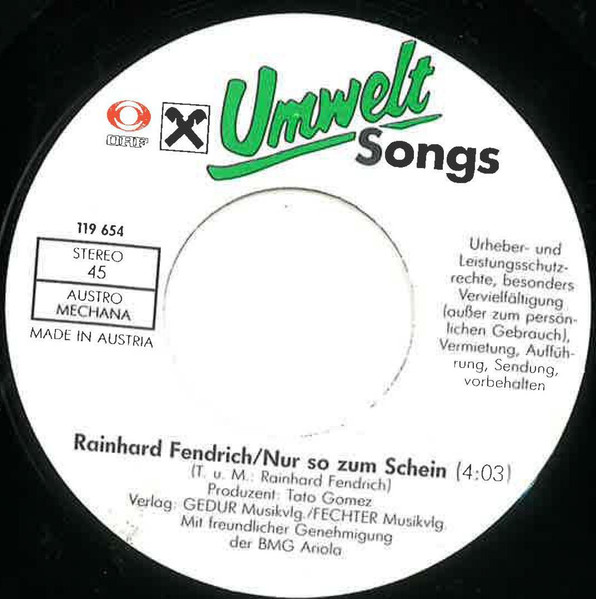 ORF
Umwelt
Songs
119 654
STEREO
45
AUSTRO
MECHANA
MADE IN AUSTRIA
Urheber- und
Leistungsschutz-
rechte, besonders
Vervielfältigung
(außer zum persön-
lichen Gebrauch),
Vermietung, Auffüh-
rung, Sendung,
vorbehalten
Rainhard Fendrich/Nur so zum Schein (4:03)
(T. u. M.: Rainhard Fendrich)
Produzent: Tato Gomez
Verlag: GEDUR Musikvlg./FECHTER Musikvlg.
Mit freundlicher Genehmigung
der BMG Ariola